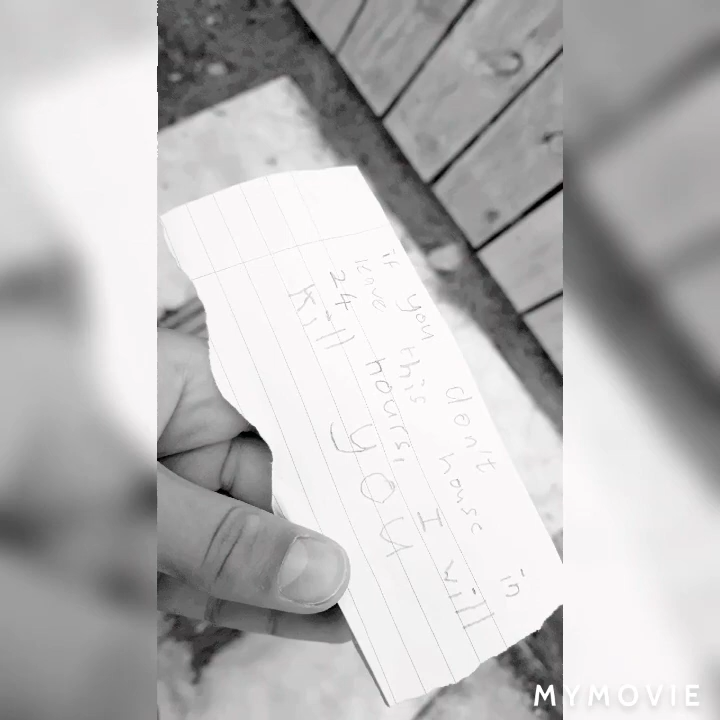 if you don't
leave this house in
24 hours, I will
kill you
MYMOVIE